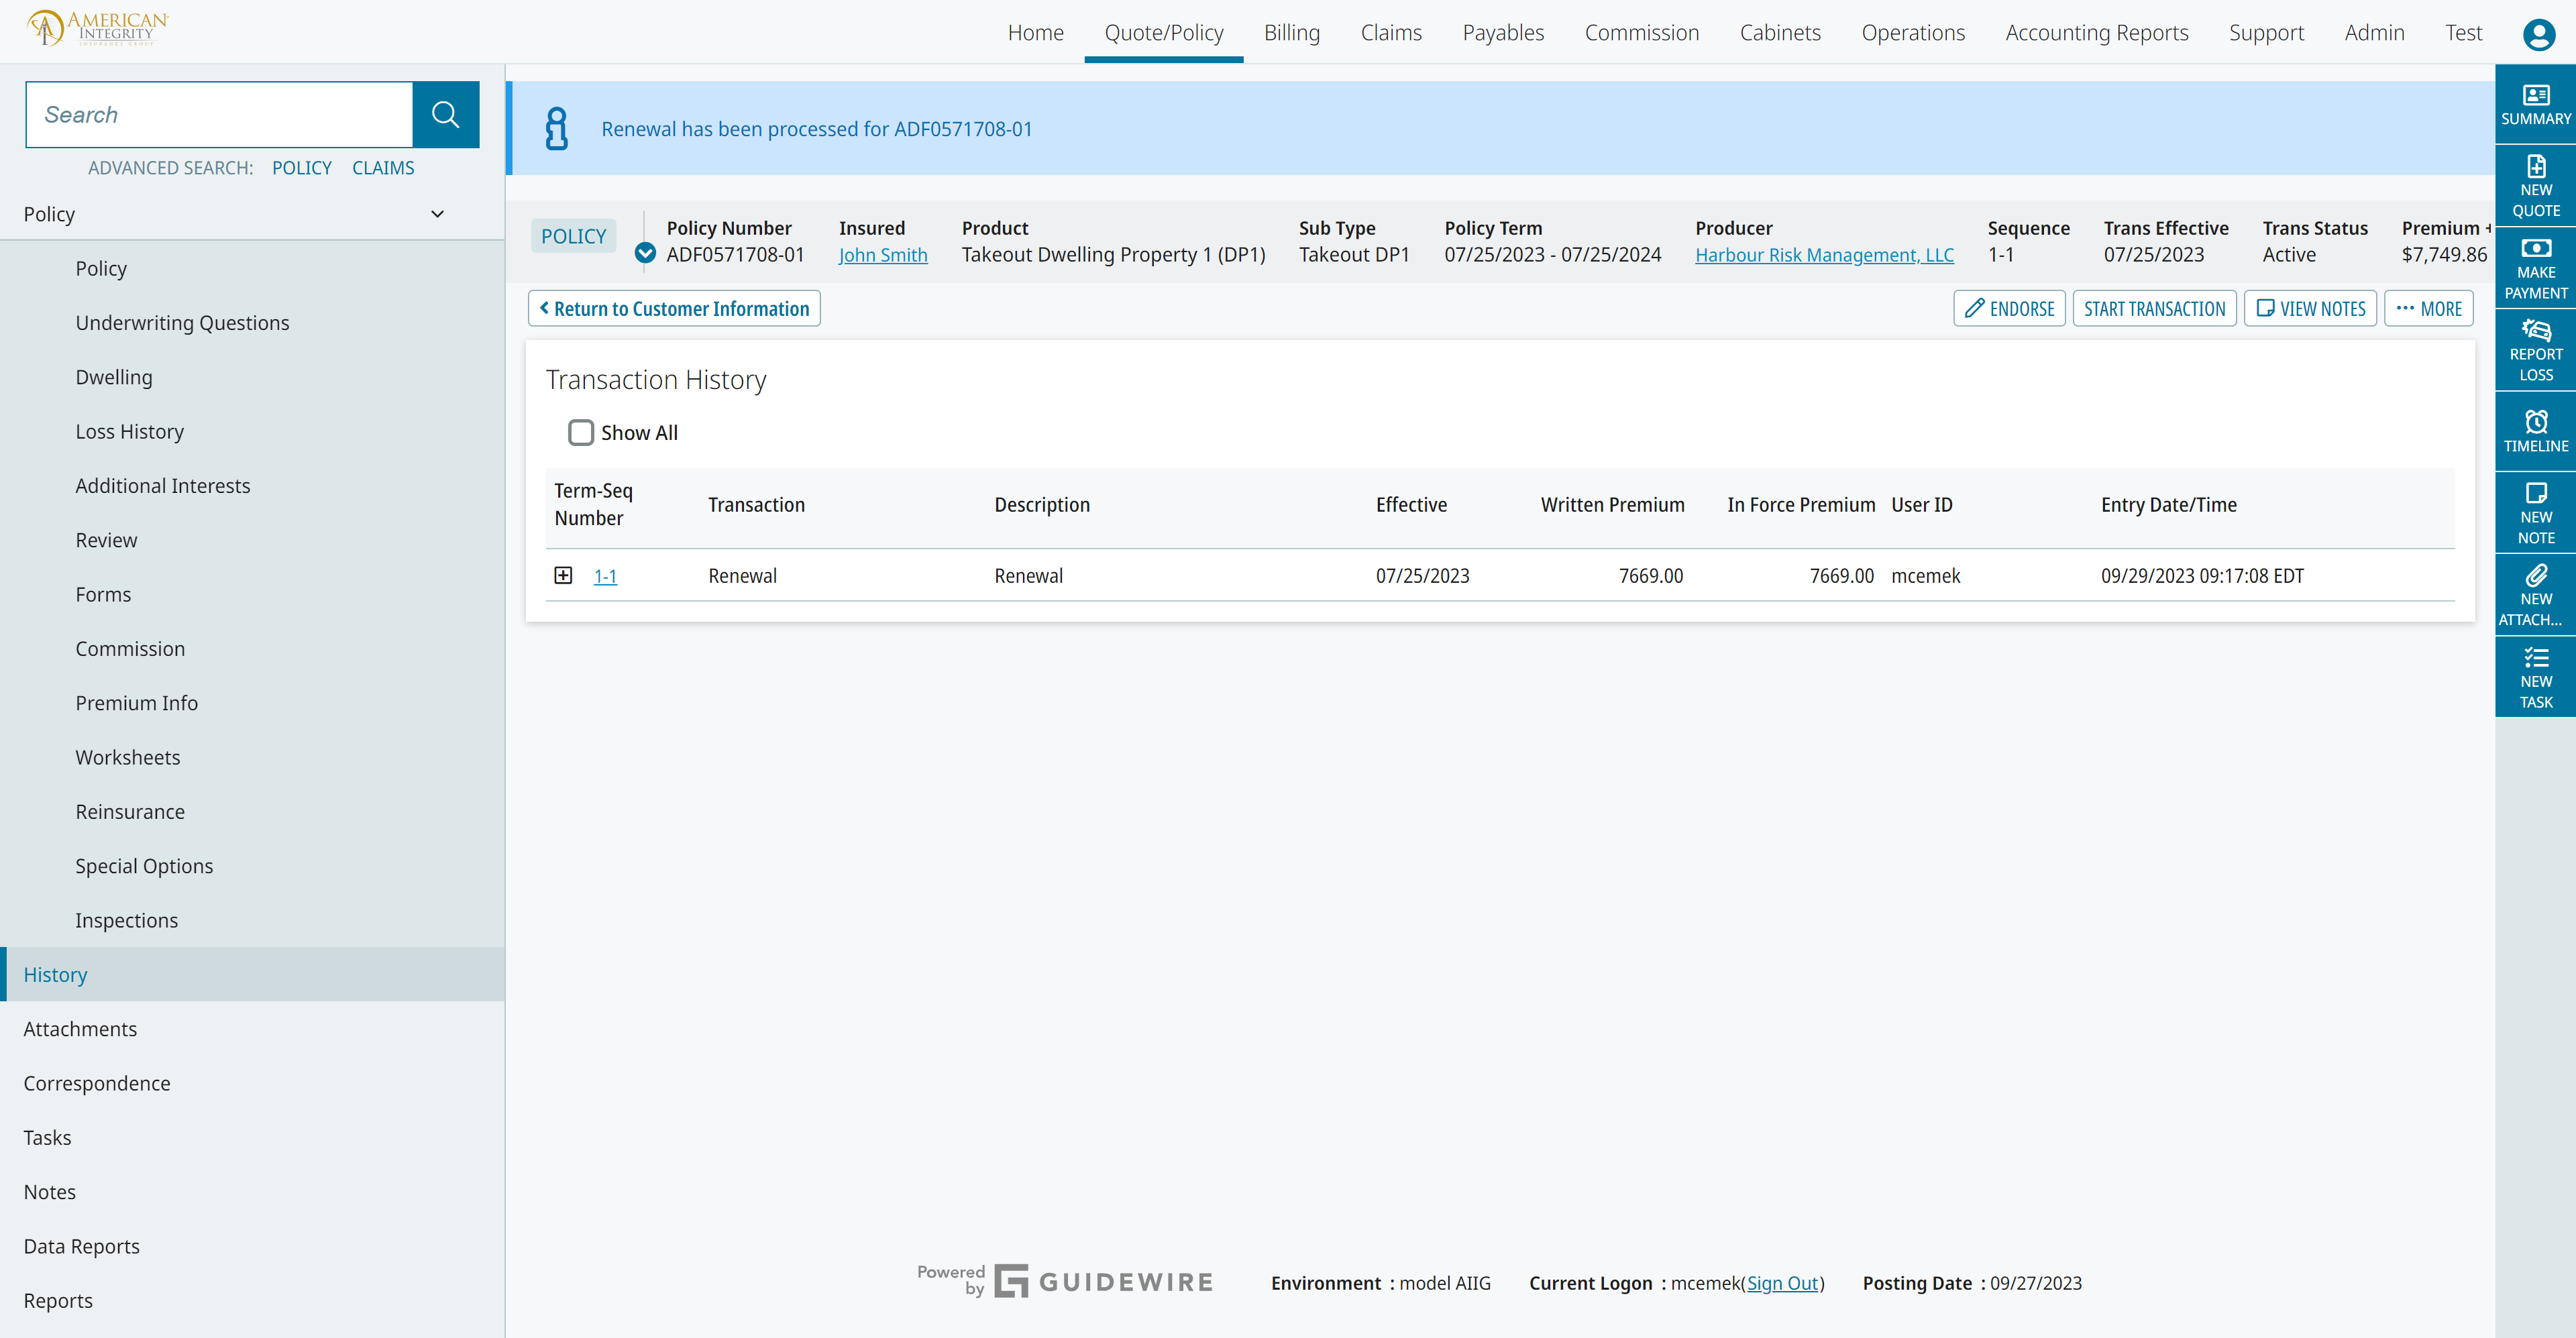 AMERICAN
INTEGRITY
INSURANCE GROUP
Home Quote/Policy Billing Claims Payables Commission Cabinets Operations Accounting Reports Support Admin Test
Search
ADVANCED SEARCH: POLICY CLAIMS
Policy
Policy
Underwriting Questions
Dwelling
Loss History
Additional Interests
Review
Forms
Commission
Premium Info
Worksheets
Reinsurance
Special Options
Inspections
History
Attachments
Correspondence
Tasks
Notes
Data Reports
Reports
Renewal has been processed for ADF0571708-01
POLICY
Policy Number Insured Product Sub Type Policy Term Producer Sequence Trans Effective Trans Status Premium +
ADF0571708-01 John Smith Takeout Dwelling Property 1 (DP1) Takeout DP1 07/25/2023 - 07/25/2024 Harbour Risk Management, LLC 1-1 07/25/2023 Active $7,749.86
Return to Customer Information ENDORSE START TRANSACTION VIEW NOTES ... MORE
Transaction History
Show All
Term-Seq
Number Transaction Description Effective Written Premium In Force Premium User ID Entry Date/Time
1-1 Renewal Renewal 07/25/2023 7669.00 7669.00 mcemek 09/29/2023 09:17:08 EDT
SUMMARY
NEW
QUOTE
MAKE
PAYMENT
REPORT
LOSS
TIMELINE
NEW
NOTE
NEW
ATTACH...
NEW
TASK
Powered
by GUIDEWIRE Environment : model AIIG Current Logon : mcemek(Sign Out) Posting Date : 09/27/2023